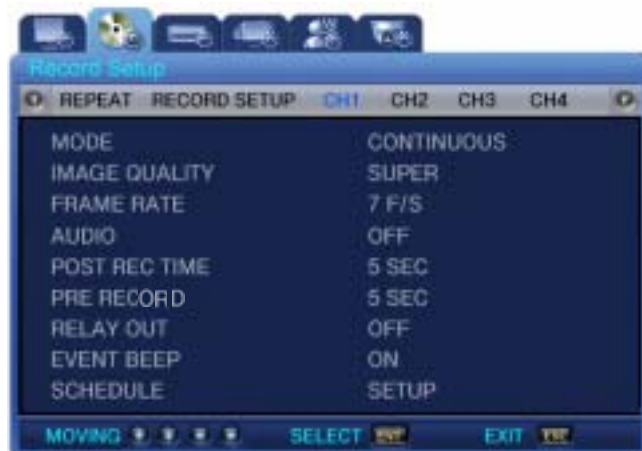 Record Setup
REPEAT RECORD SETUP CH1 CH2 CH3 CH4
MODE CONTINUOUS
IMAGE QUALITY SUPER
FRAME RATE 7 F/S
AUDIO OFF
POST REC TIME 5 SEC
PRE RECORD 5 SEC
RELAY OUT OFF
EVENT BEEP ON
SCHEDULE SETUP
MOVING SELECT ENT EXIT ESC